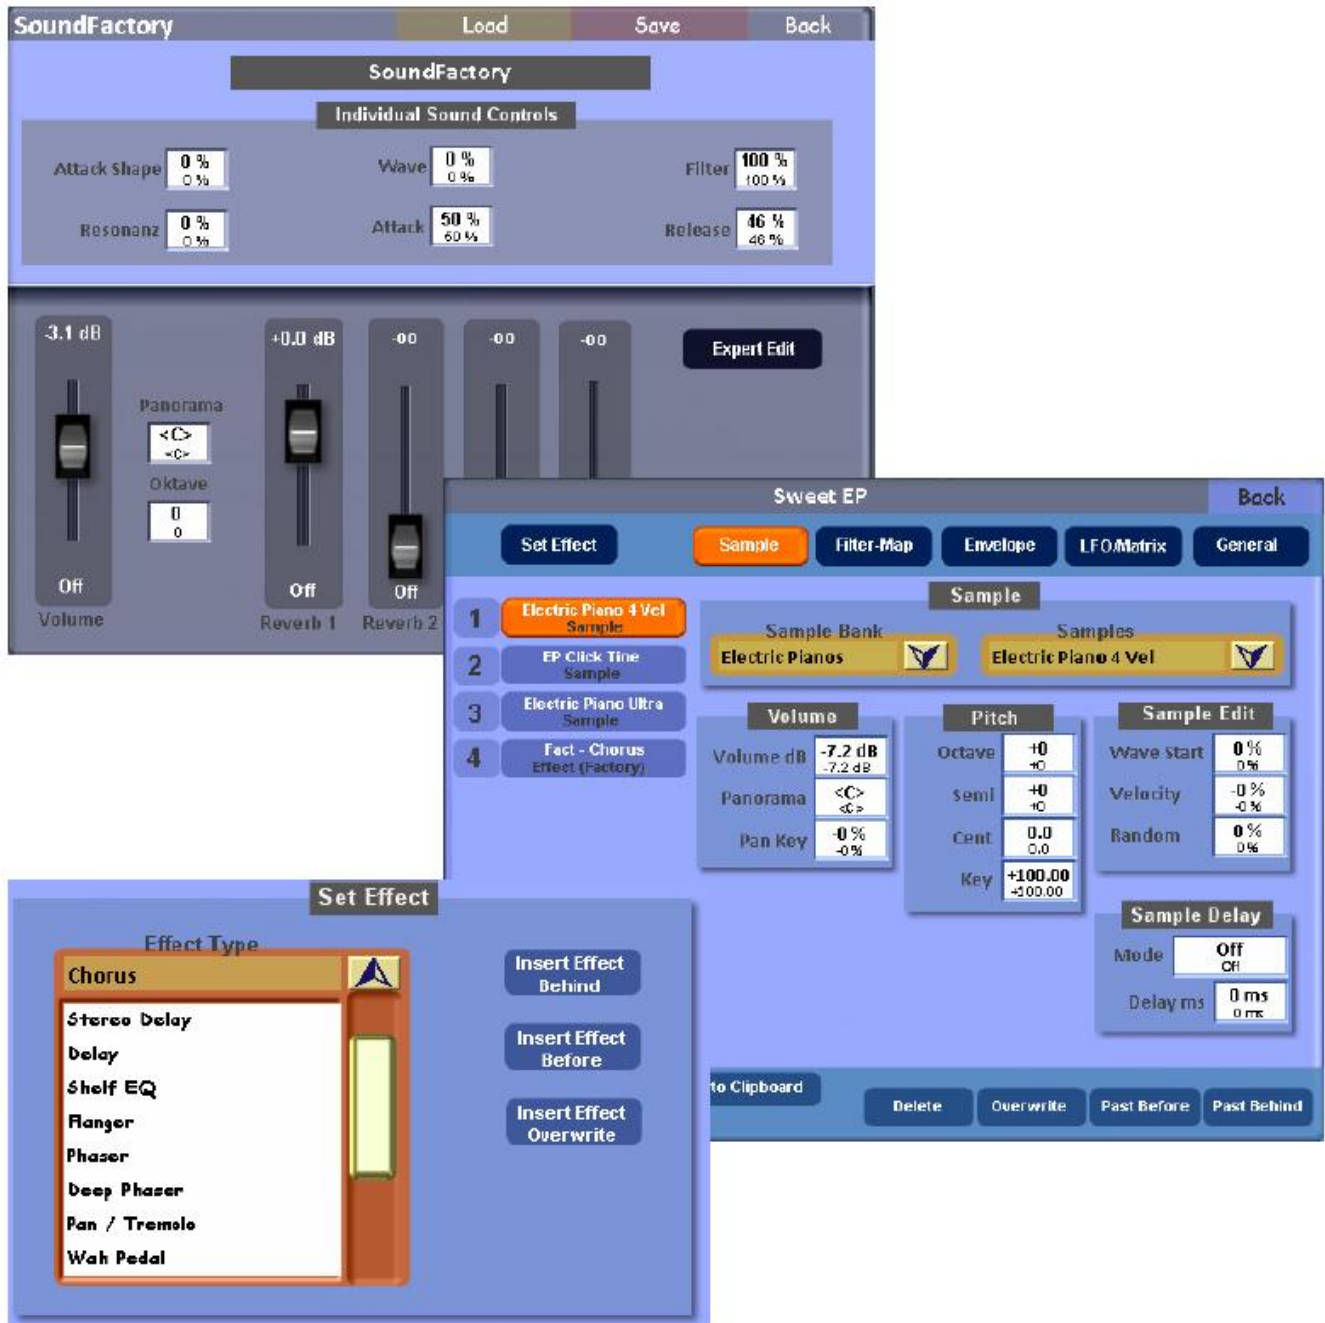 SoundFactory Load Save Back
SoundFactory
Individual Sound Controls
Attack Shape 0 % 0 % Wave 0 % 0 % Filter 100 % 100 %
Resonanz 0 % 0 % Attack 50 % 50 % Release 46 % 46 %
-3.1 dB +0.0 dB -oo -oo -oo
Expert Edit
Panorama
<C>
<C>
Oktave
0
0
Off Off Off
Volume Reverb 1 Reverb 2
Sweet EP Back
Set Effect Sample Filter-Map Envelope LFO/Matrix General
1 Electric Piano 4 Vel
Sample
2 EP Click Tine
Sample
3 Electric Piano Ultra
Sample
4 Fact - Chorus
Effect (Factory)
Sample
Sample Bank Samples
Electric Pianos Electric Piano 4 Vel
Volume
Volume dB -7.2 dB
-7.2 dB
Panorama <C>
<C>
Pan Key -0 %
-0 %
Pitch
Octave +0
+0
Semi +0
+0
Cent 0.0
0.0
Key +100.00
+100.00
Sample Edit
Wave Start 0 %
0 %
Velocity -0 %
-0 %
Random 0 %
0 %
Sample Delay
Mode Off
Off
Delay ms 0 ms
0 ms
to Clipboard Delete Overwrite Past Before Past Behind
Set Effect
Effect Type
Chorus
Stereo Delay
Delay
Shelf EQ
Flanger
Phaser
Deep Phaser
Pan / Tremolo
Wah Pedal
Insert Effect
Behind
Insert Effect
Before
Insert Effect
Overwrite